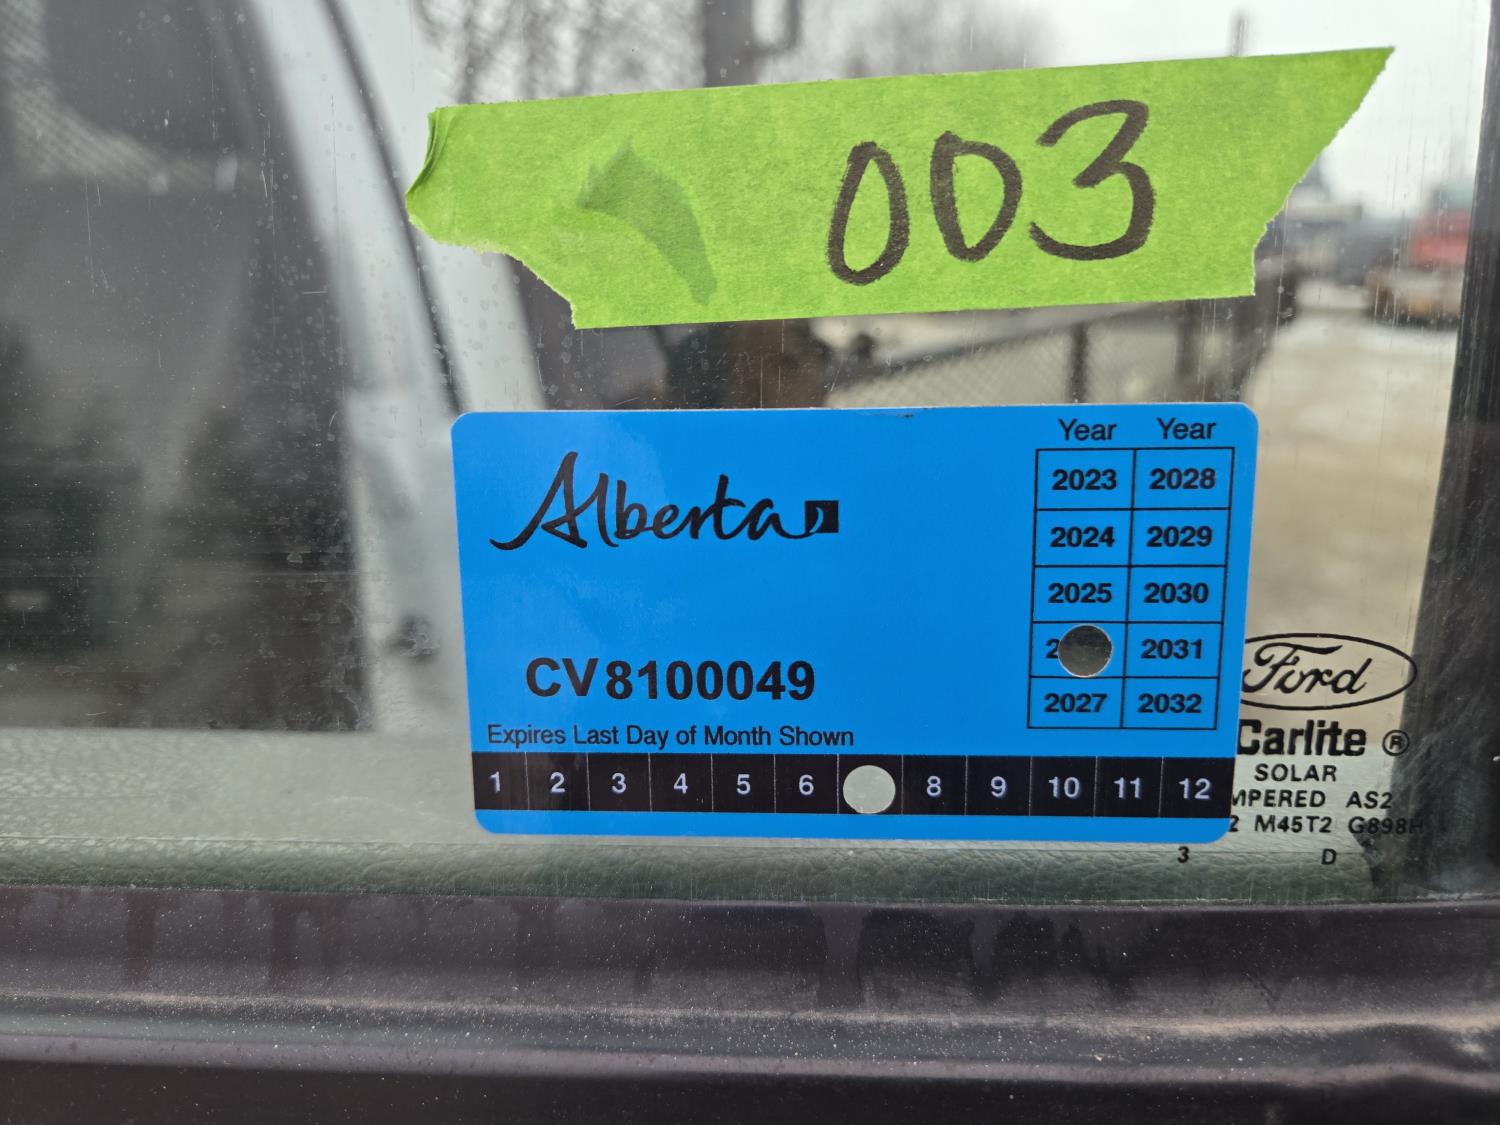 003
Alberta
Year Year
2023 2028
2024 2029
2025 2030
2031
2027 2032
CV8100049
Expires Last Day of Month Shown
1 2 3 4 5 6 8 9 10 11 12
Ford
Carlite ®
SOLAR
MPERED AS2
2 M45T2 G898H
3 D